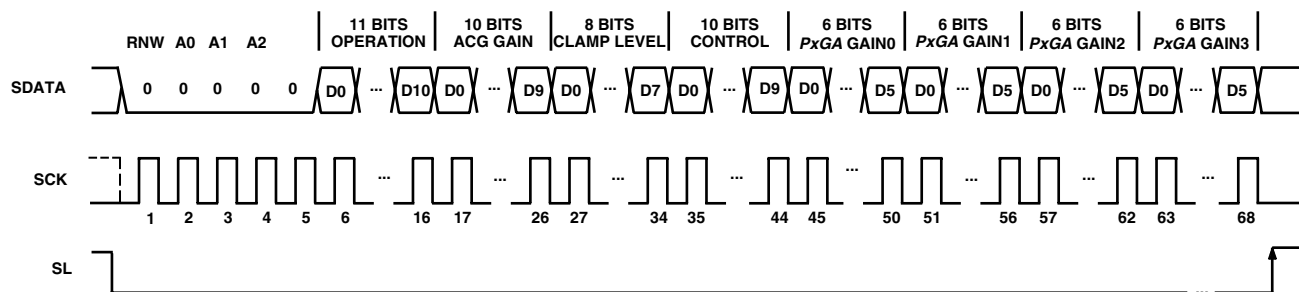 11 BITS OPERATION
10 BITS ACG GAIN
8 BITS CLAMP LEVEL
10 BITS CONTROL
6 BITS PxGA GAIN0
6 BITS PxGA GAIN1
6 BITS PxGA GAIN2
6 BITS PxGA GAIN3
RNW A0 A1 A2
SDATA 0 0 0 0 0 D0 ... D10 D0 ... D9 D0 ... D7 D0 ... D9 D0 ... D5 D0 ... D5 D0 ... D5 D0 ... D5
SCK ... ... ... ... ... ... ... ...
1 2 3 4 5 6 16 17 26 27 34 35 44 45 50 51 56 57 62 63 68
SL